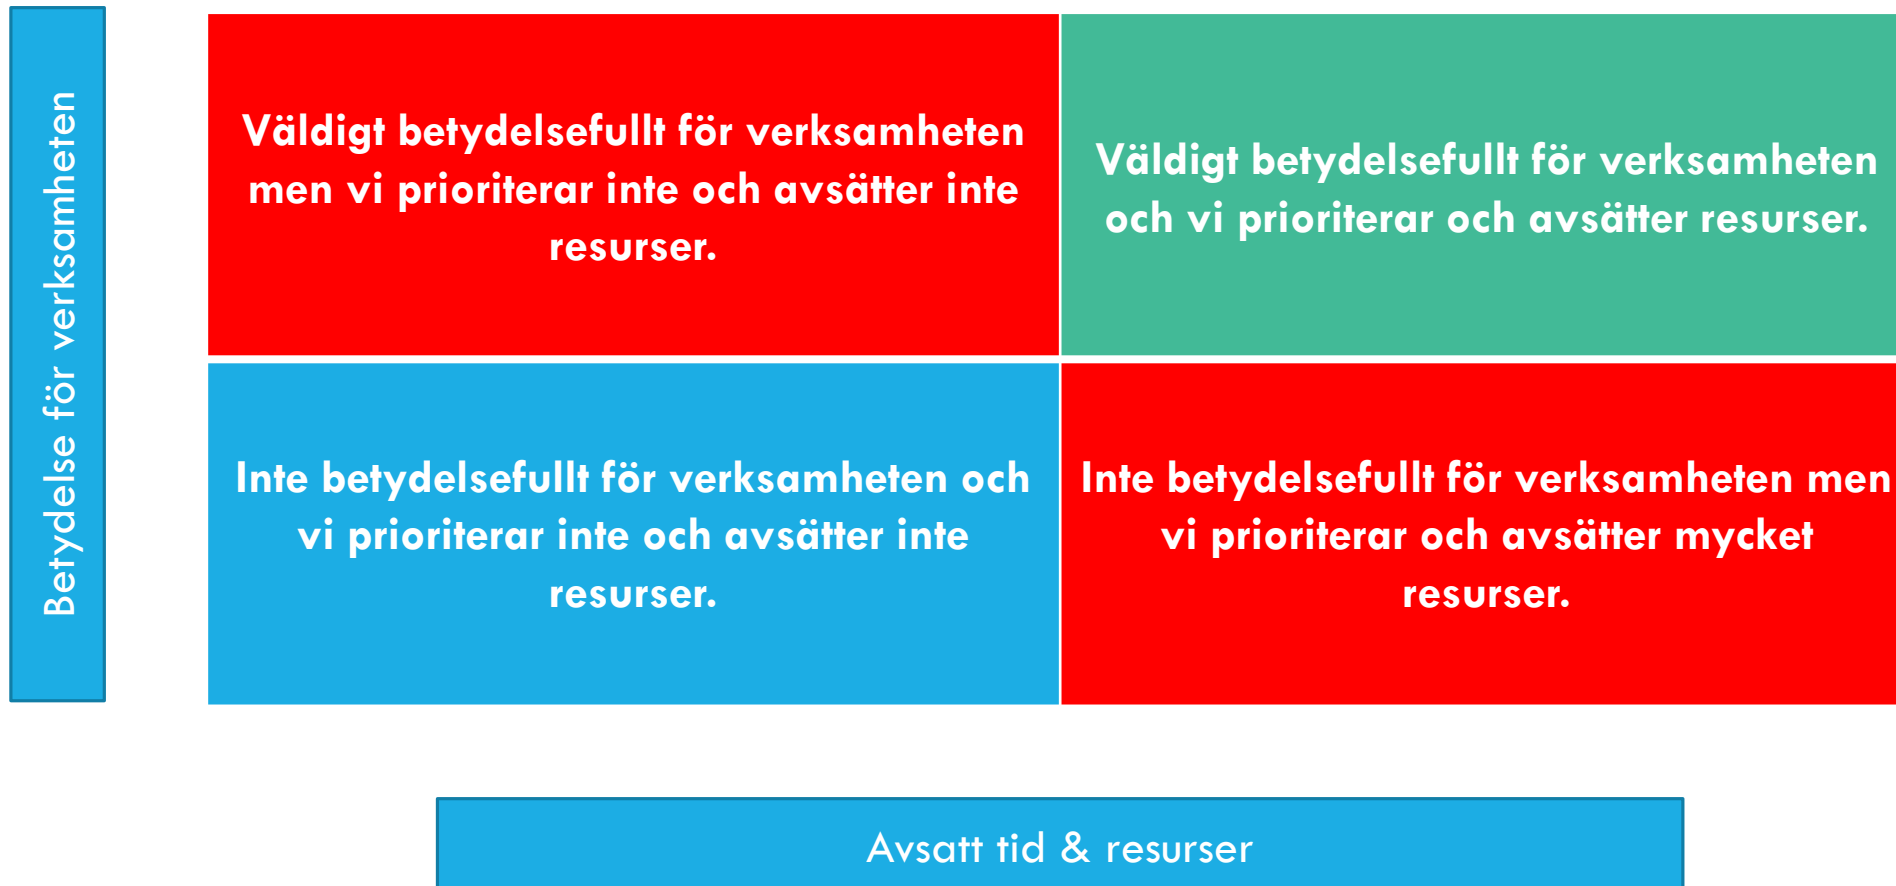 Betydelse för verksamheten
Väldigt betydelsefullt för verksamheten
men vi prioriterar inte och avsätter inte
resurser.
Väldigt betydelsefullt för verksamheten
och vi prioriterar och avsätter resurser.
Inte betydelsefullt för verksamheten och
vi prioriterar inte och avsätter inte
resurser.
Inte betydelsefullt för verksamheten men
vi prioriterar och avsätter mycket
resurser.
Avsatt tid & resurser